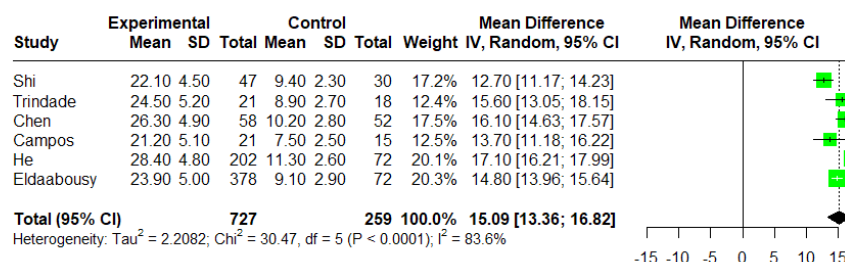 Experimental Control Mean Difference Mean Difference
Study Mean SD Total Mean SD Total Weight IV, Random, 95% CI IV, Random, 95% CI
Shi 22.10 4.50 47 9.40 2.30 30 17.2% 12.70 [11.17; 14.23]
Trindade 24.50 5.20 21 8.90 2.70 18 12.4% 15.60 [13.05; 18.15]
Chen 26.30 4.90 58 10.20 2.80 52 17.5% 16.10 [14.63; 17.57]
Campos 21.20 5.10 21 7.50 2.50 15 12.5% 13.70 [11.18; 16.22]
He 28.40 4.80 202 11.30 2.60 72 20.1% 17.10 [16.21; 17.99]
Eldaabousy 23.90 5.00 378 9.10 2.90 72 20.3% 14.80 [13.96; 15.64]
Total (95% CI) 727 259 100.0% 15.09 [13.36; 16.82]
Heterogeneity: Tau² = 2.2082; Chi² = 30.47, df = 5 (P < 0.0001); I² = 83.6%
-15 -10 -5 0 5 10 15